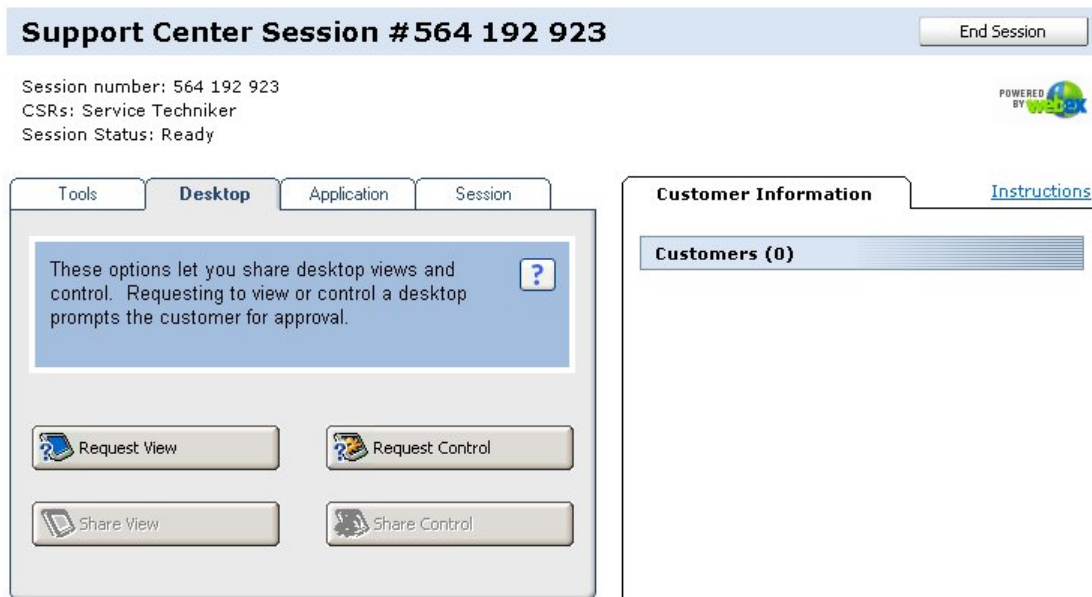 Support Center Session #564 192 923
End Session
Session number: 564 192 923
CSRs: Service Techniker
Session Status: Ready
POWERED
BY webex
Tools
Desktop
Application
Session
These options let you share desktop views and
control. Requesting to view or control a desktop
prompts the customer for approval.
?
Request View
Request Control
Share View
Share Control
Customer Information
Instructions
Customers (0)